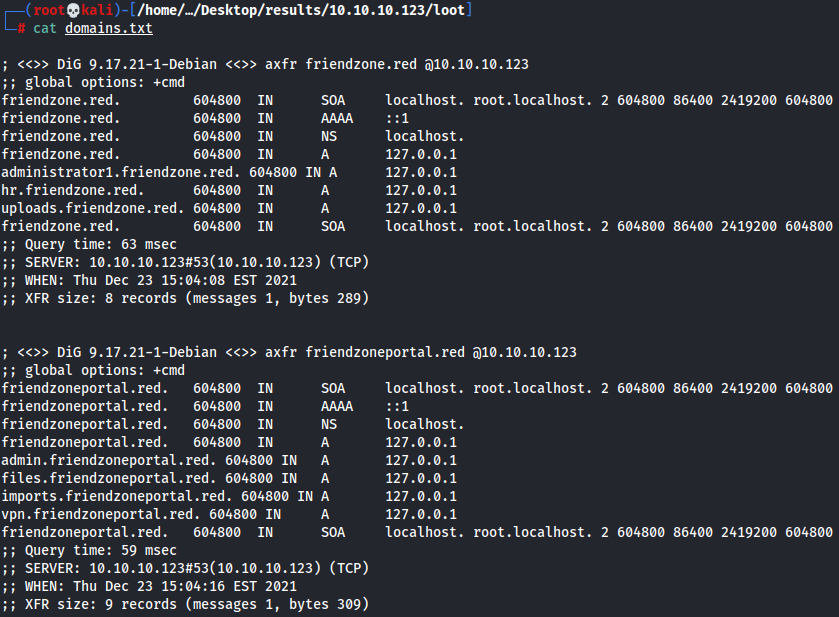 ┌──(root💀kali)-[/home/…/Desktop/results/10.10.10.123/loot]
└─# cat domains.txt

; <<>> DiG 9.17.21-1-Debian <<>> axfr friendzone.red @10.10.10.123
;; global options: +cmd
friendzone.red.         604800  IN      SOA     localhost. root.localhost. 2 604800 86400 2419200 604800
friendzone.red.         604800  IN      AAAA    ::1
friendzone.red.         604800  IN      NS      localhost.
friendzone.red.         604800  IN      A       127.0.0.1
administrator1.friendzone.red. 604800 IN A      127.0.0.1
hr.friendzone.red.      604800  IN      A       127.0.0.1
uploads.friendzone.red. 604800  IN      A       127.0.0.1
friendzone.red.         604800  IN      SOA     localhost. root.localhost. 2 604800 86400 2419200 604800
;; Query time: 63 msec
;; SERVER: 10.10.10.123#53(10.10.10.123) (TCP)
;; WHEN: Thu Dec 23 15:04:08 EST 2021
;; XFR size: 8 records (messages 1, bytes 289)

; <<>> DiG 9.17.21-1-Debian <<>> axfr friendzoneportal.red @10.10.10.123
;; global options: +cmd
friendzoneportal.red.   604800  IN      SOA     localhost. root.localhost. 2 604800 86400 2419200 604800
friendzoneportal.red.   604800  IN      AAAA    ::1
friendzoneportal.red.   604800  IN      NS      localhost.
friendzoneportal.red.   604800  IN      A       127.0.0.1
admin.friendzoneportal.red. 604800 IN   A       127.0.0.1
files.friendzoneportal.red. 604800 IN   A       127.0.0.1
imports.friendzoneportal.red. 604800 IN A       127.0.0.1
vpn.friendzoneportal.red. 604800 IN     A       127.0.0.1
friendzoneportal.red.   604800  IN      SOA     localhost. root.localhost. 2 604800 86400 2419200 604800
;; Query time: 59 msec
;; SERVER: 10.10.10.123#53(10.10.10.123) (TCP)
;; WHEN: Thu Dec 23 15:04:16 EST 2021
;; XFR size: 9 records (messages 1, bytes 309)